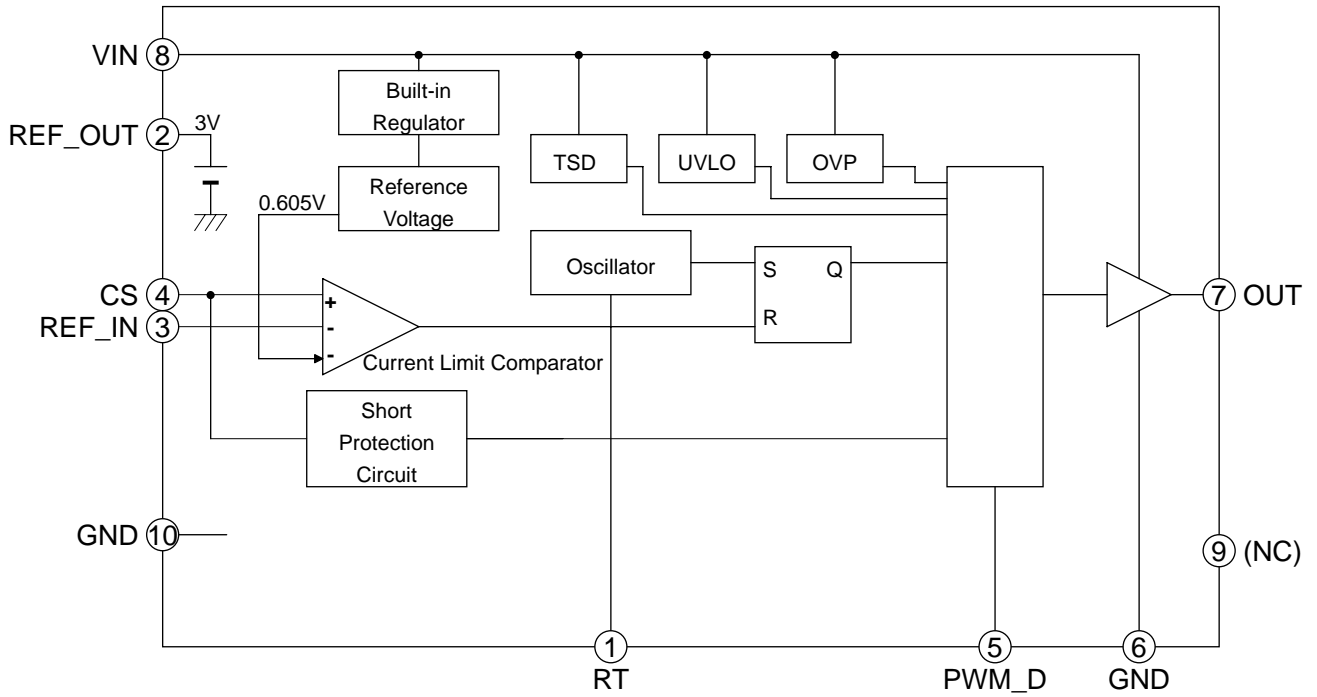 VIN
8
Built-in
Regulator
REF_OUT
2
3V
TSD
UVLO
OVP
Reference
Voltage
0.605V
Oscillator
S
Q
R
CS
4
REF_IN
3
+
-
-
Current Limit Comparator
7
OUT
Short
Protection
Circuit
GND
10
9
(NC)
1
RT
5
PWM_D
6
GND